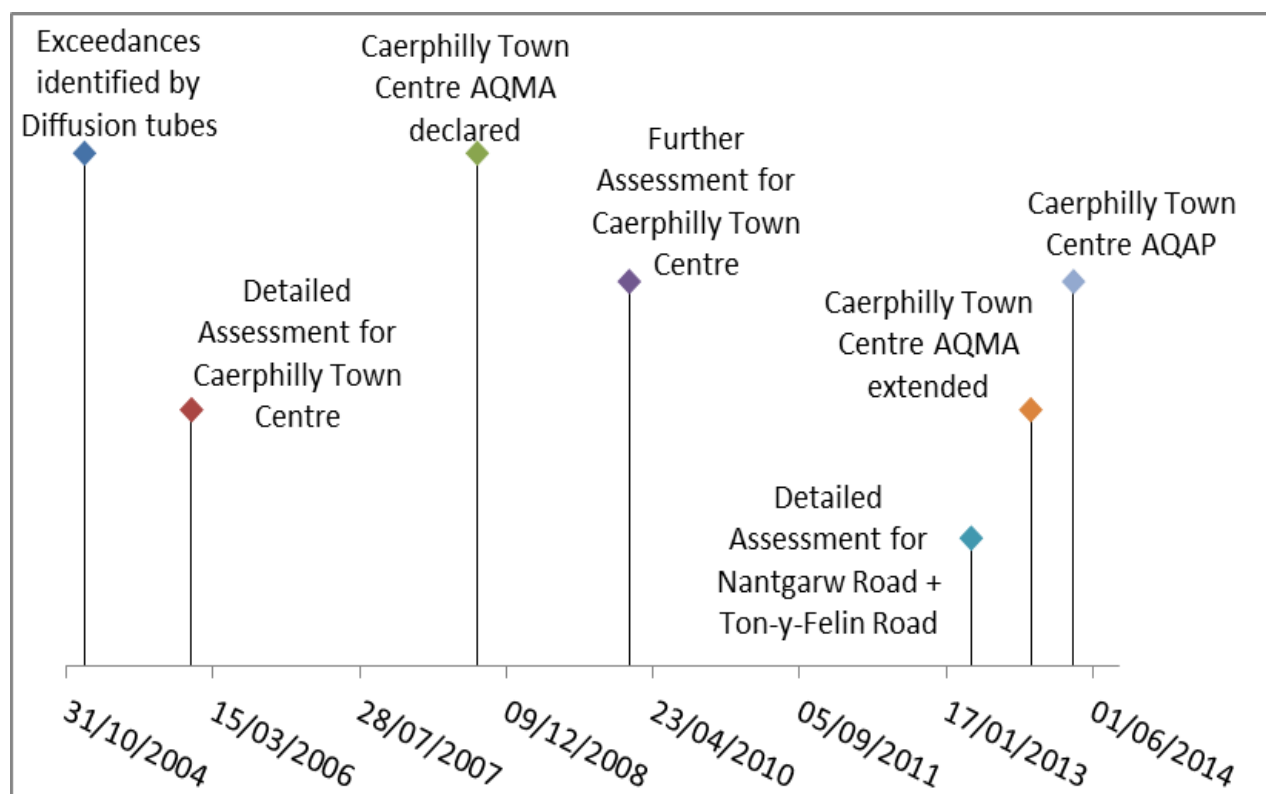 Exceedances
identified by
Diffusion tubes
Detailed
Assessment for
Caerphilly Town
Centre
Caerphilly Town
Centre AQMA
declared
Further
Assessment for
Caerphilly Town
Centre
Detailed
Assessment for
Nantgarw Road +
Ton-y-Felin Road
Caerphilly Town
Centre AQMA
extended
Caerphilly Town
Centre AQAP
31/10/2004
15/03/2006
28/07/2007
09/12/2008
23/04/2010
05/09/2011
17/01/2013
01/06/2014